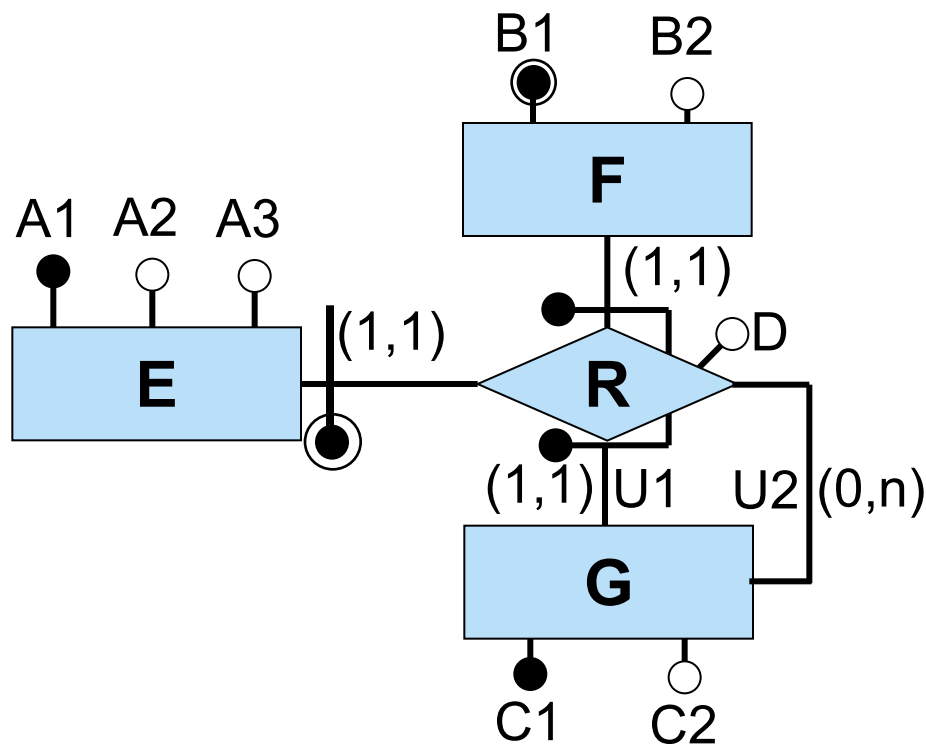 B1 B2
F
A1 A2 A3
(1,1)
(1,1)
D
E
R
(1,1) U1
U2 (0,n)
G
C1 C2